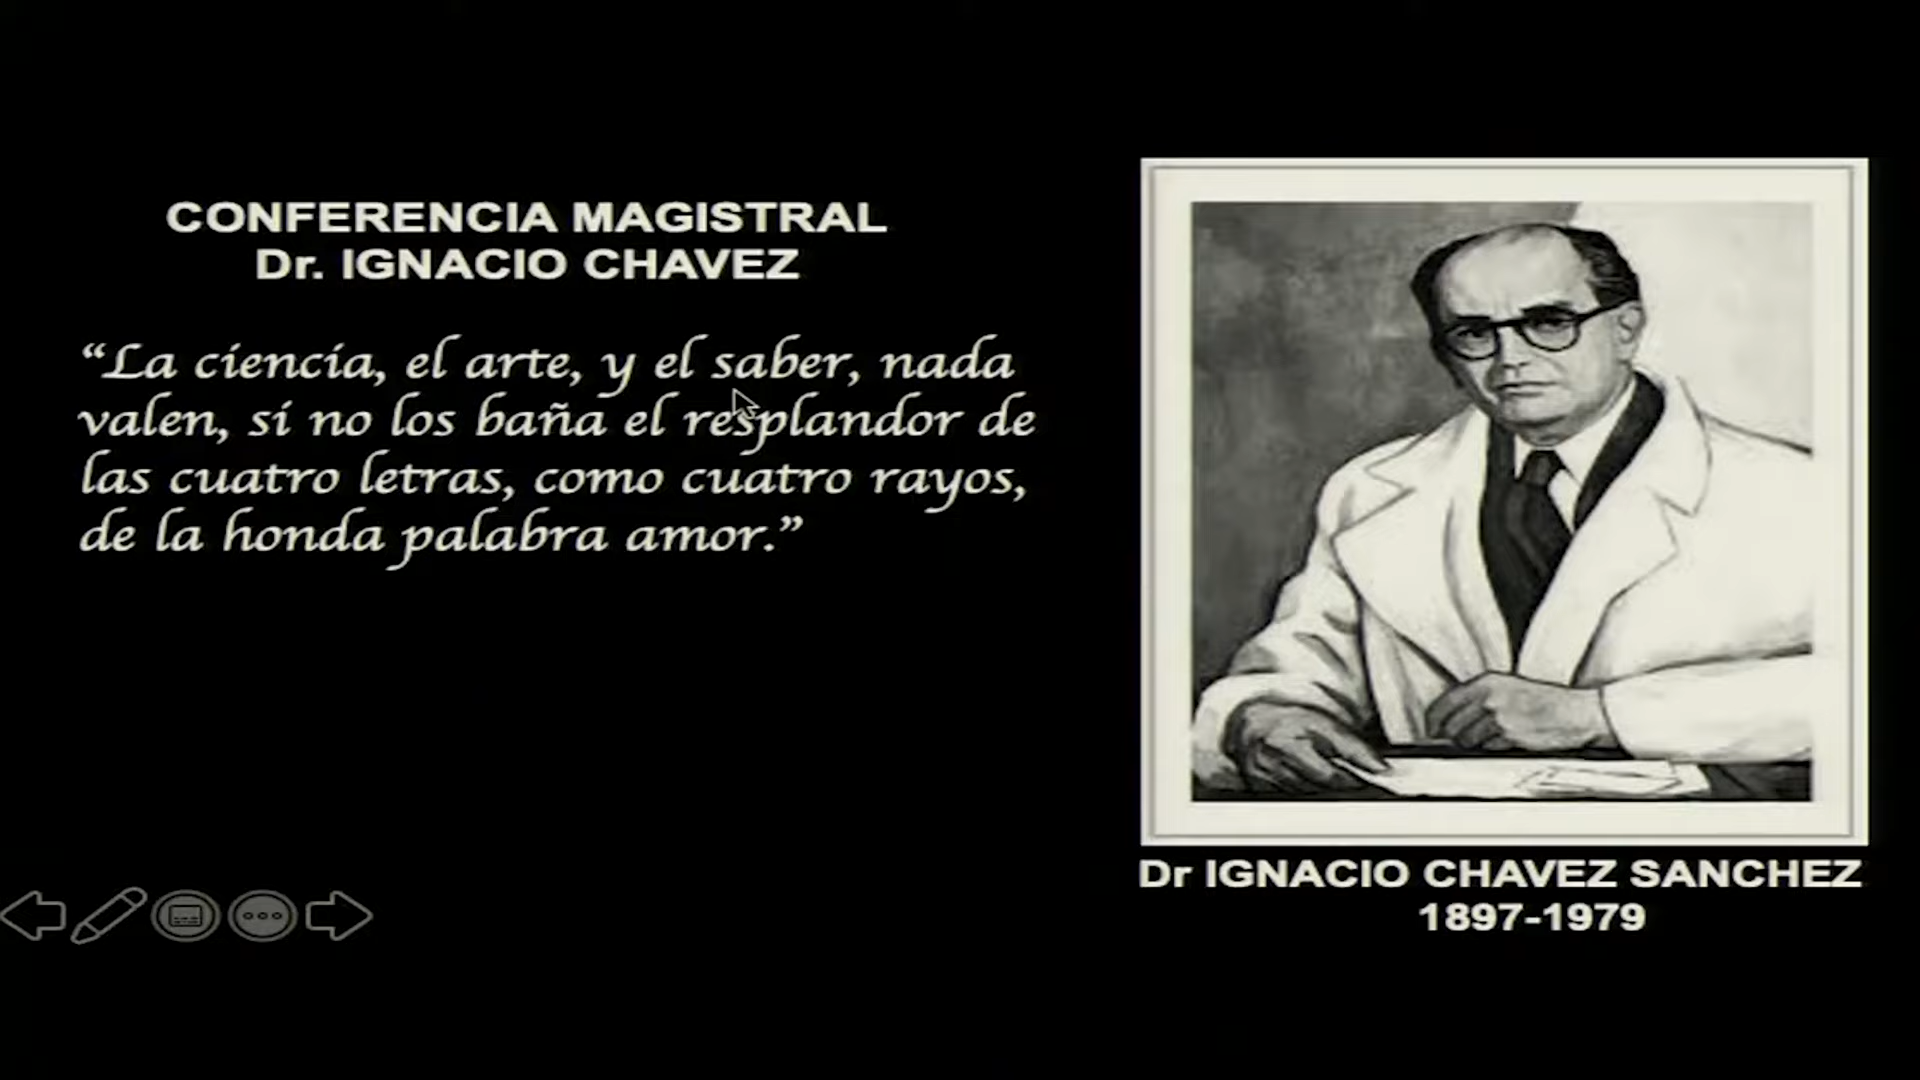 CONFERENCIA MAGISTRAL
Dr. IGNACIO CHAVEZ
“La ciencia, el arte, y el saber, nada
valen, si no los baña el resplandor de
las cuatro letras, como cuatro rayos,
de la honda palabra amor.”
Dr IGNACIO CHAVEZ SANCHEZ
1897-1979